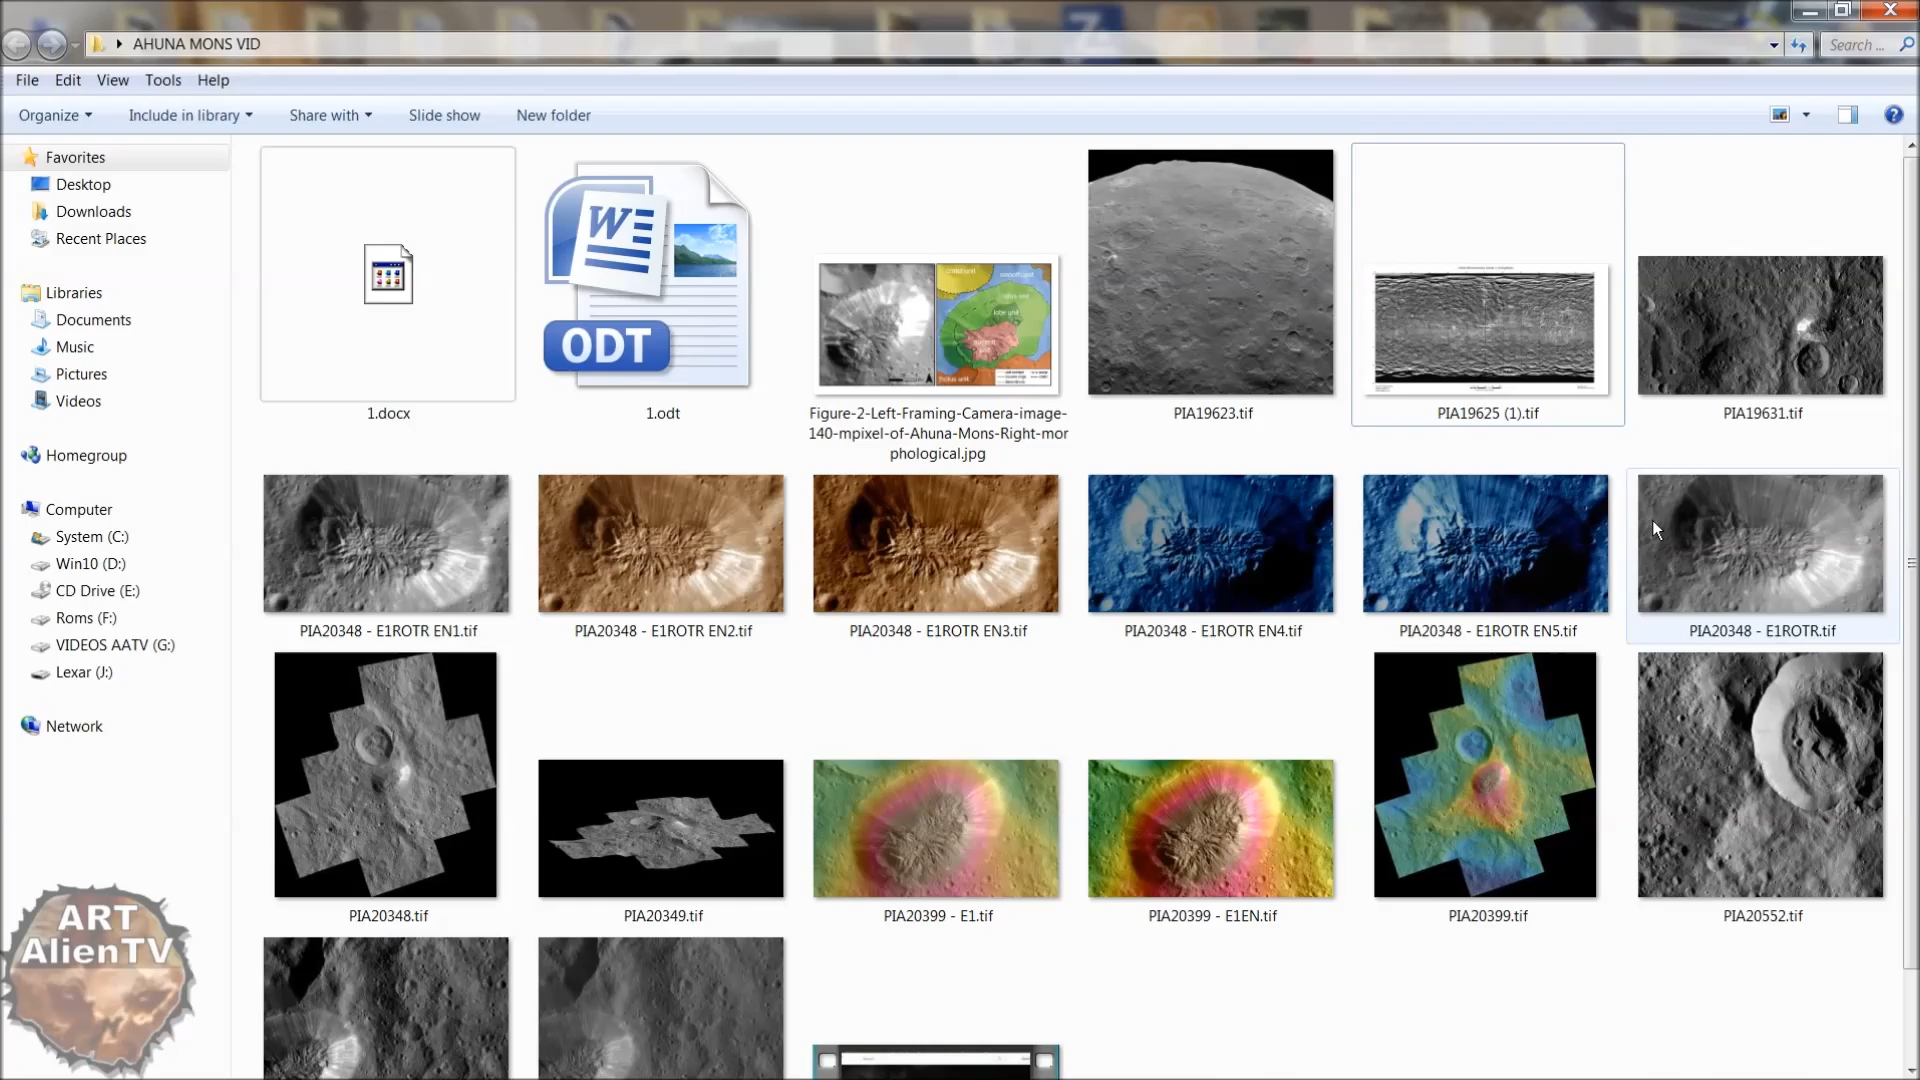 AHUNA MONS VID
Search ...
File Edit View Tools Help
Organize Include in library Share with Slide show New folder
Favorites
Desktop
Downloads
Recent Places
Libraries
Documents
Music
Pictures
Videos
Homegroup
Computer
System (C:)
Win10 (D:)
CD Drive (E:)
Roms (F:)
VIDEOS AATV (G:)
Lexar (J:)
Network
W
ODT
1.docx
1.odt
Figure-2-Left-Framing-Camera-image-
140-mpixel-of-Ahuna-Mons-Right-mor
phological.jpg
PIA19623.tif
PIA19625 (1).tif
PIA19631.tif
PIA20348 - E1ROTR EN1.tif
PIA20348 - E1ROTR EN2.tif
PIA20348 - E1ROTR EN3.tif
PIA20348 - E1ROTR EN4.tif
PIA20348 - E1ROTR EN5.tif
PIA20348 - E1ROTR.tif
PIA20348.tif
PIA20349.tif
PIA20399 - E1.tif
PIA20399 - E1EN.tif
PIA20399.tif
PIA20552.tif
ART
AlienTV